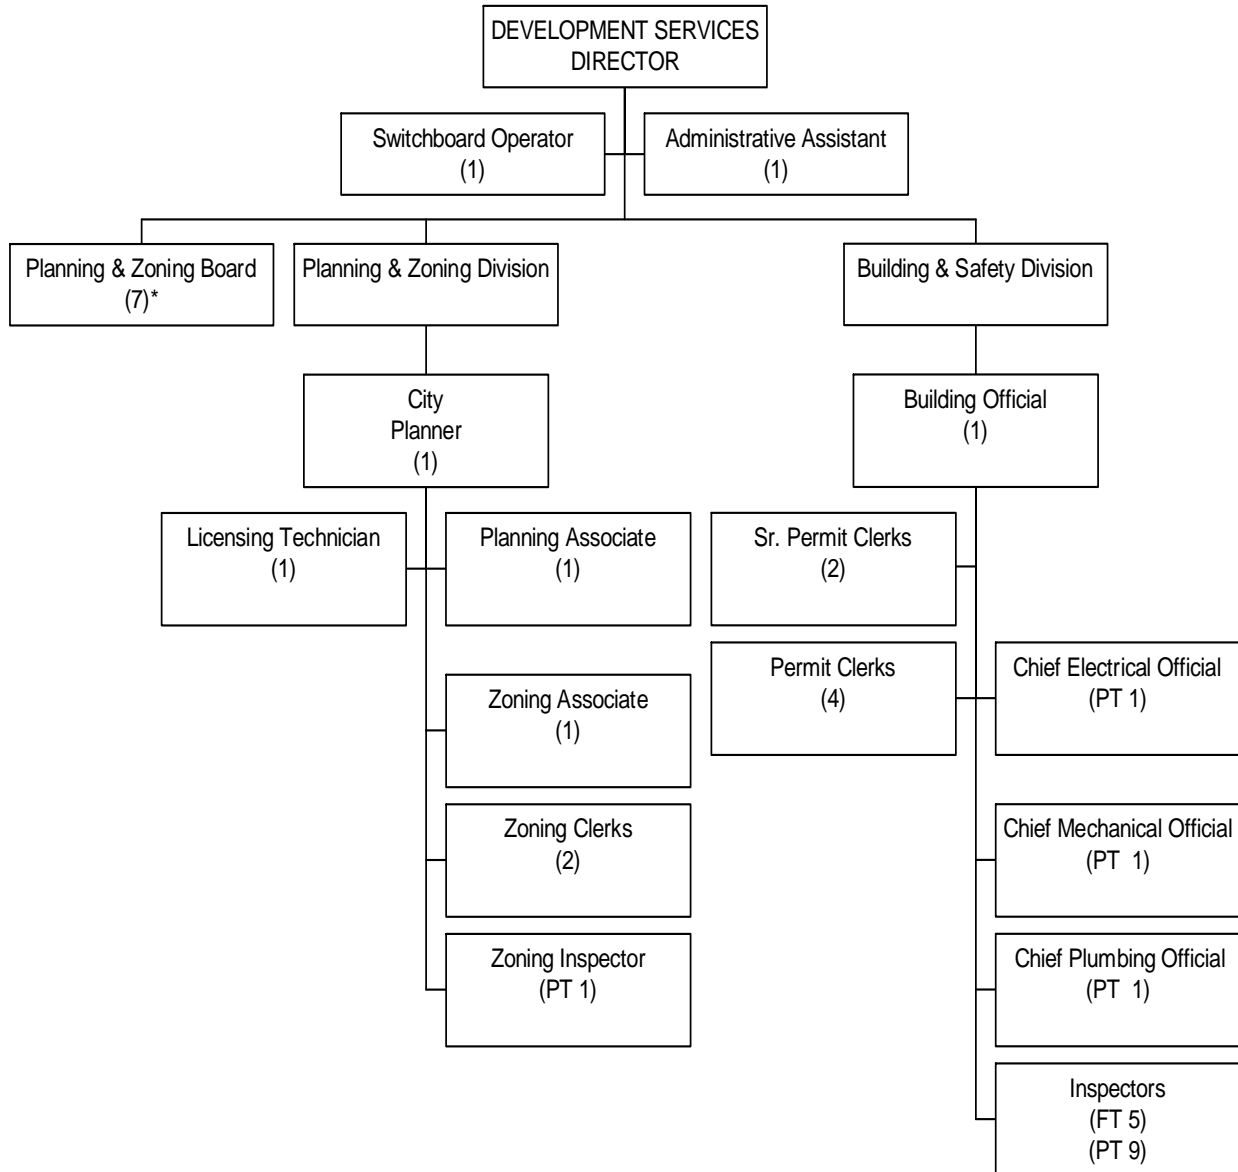 DEVELOPMENT SERVICES
DIRECTOR
Switchboard Operator
(1)
Administrative Assistant
(1)
Planning & Zoning Board
(7)*
Planning & Zoning Division
Building & Safety Division
City
Planner
(1)
Building Official
(1)
Licensing Technician
(1)
Planning Associate
(1)
Sr. Permit Clerks
(2)
Zoning Associate
(1)
Permit Clerks
(4)
Chief Electrical Official
(PT 1)
Zoning Clerks
(2)
Chief Mechanical Official
(PT 1)
Zoning Inspector
(PT 1)
Chief Plumbing Official
(PT 1)
Inspectors
(FT 5)
(PT 9)